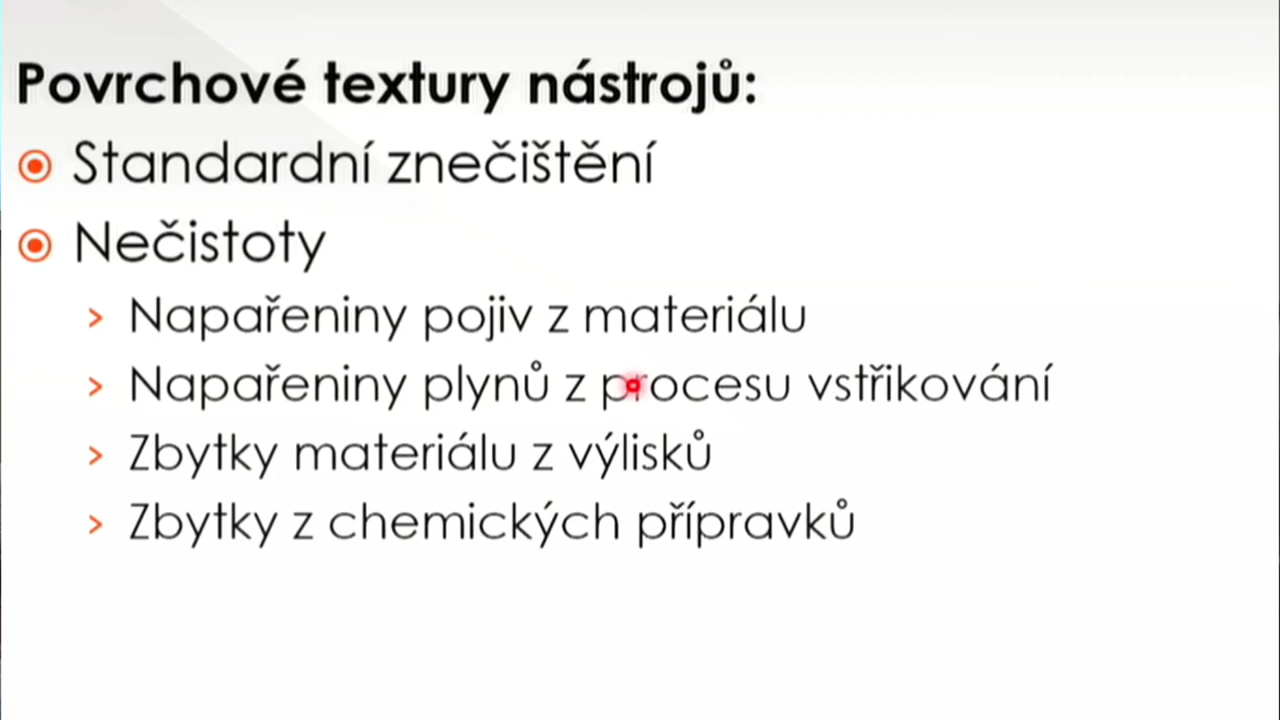 Povrchové textury nástrojů:
Standardní znečištění
Nečistoty
Napařeniny pojiv z materiálu
Napařeniny plynů z procesu vstřikování
Zbytky materiálu z výlisků
Zbytky z chemických přípravků